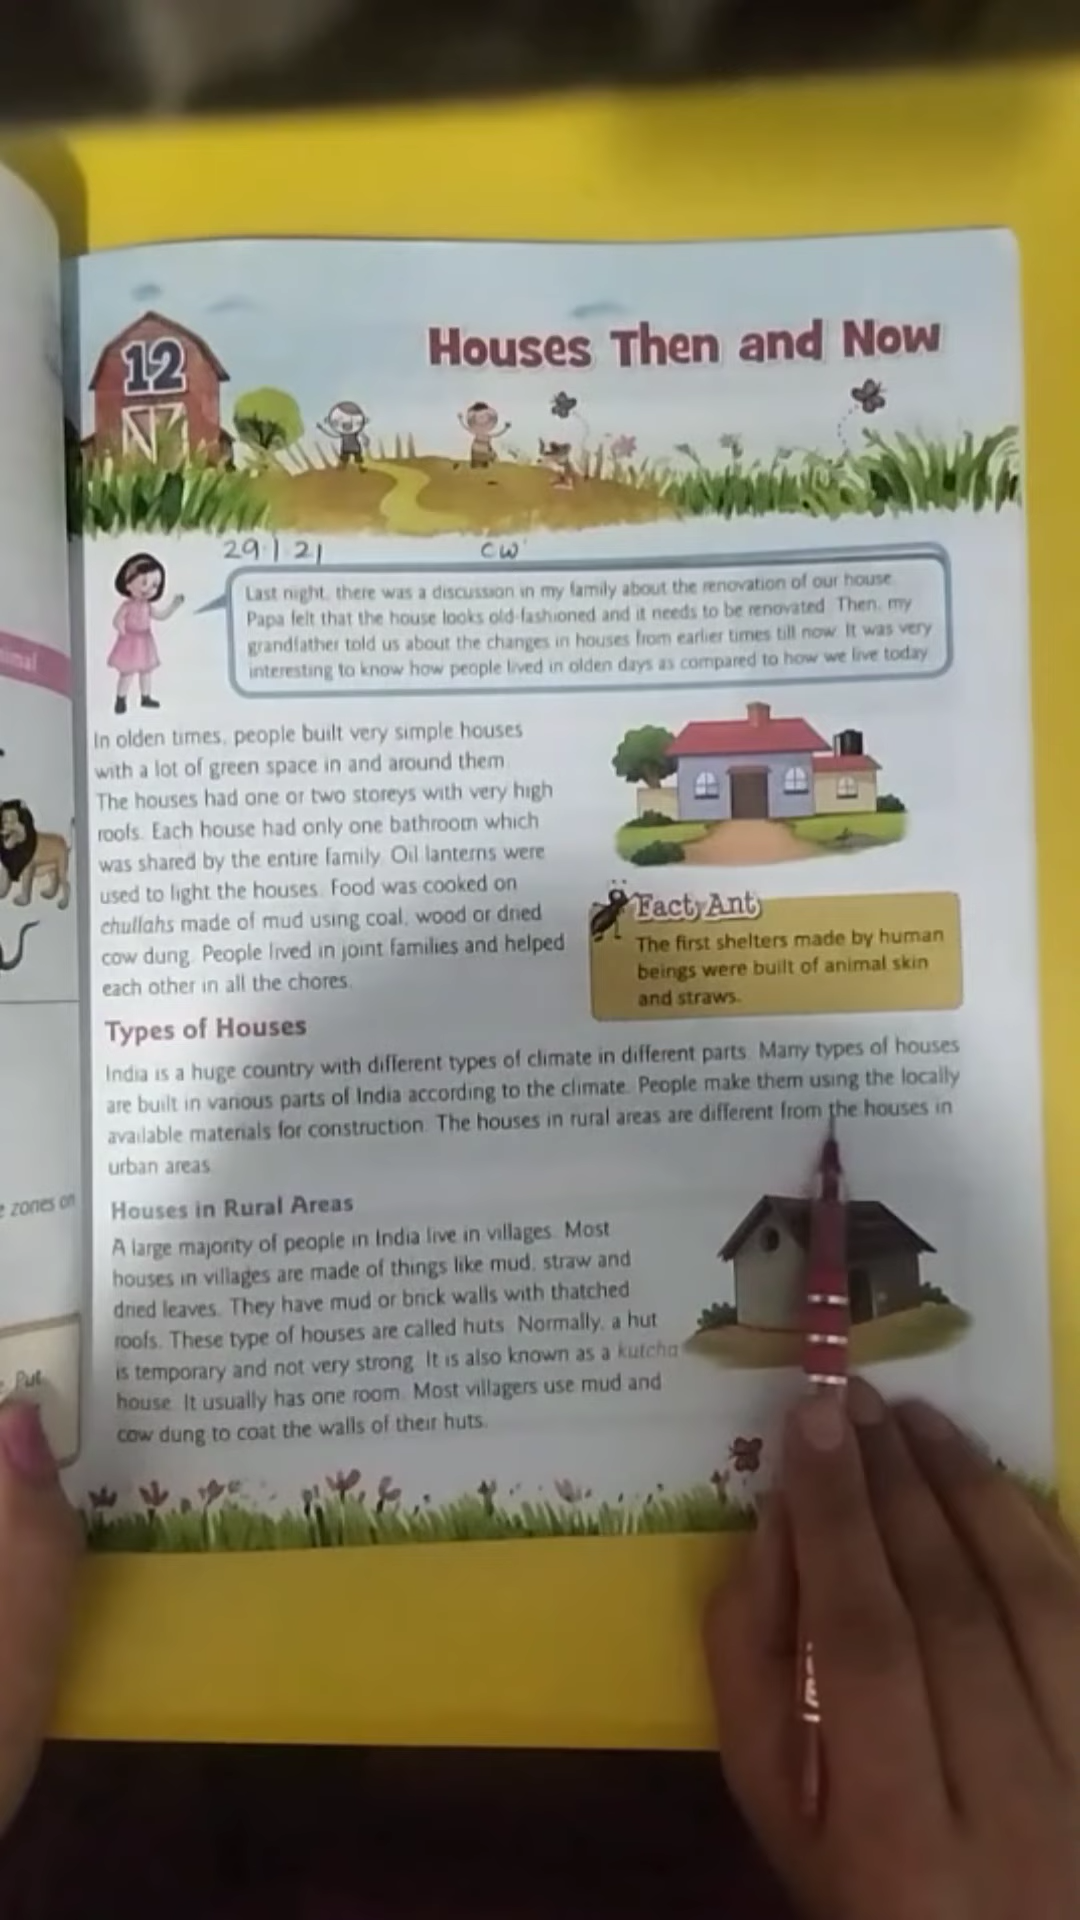 12
Houses Then and Now
29 1 21
CW
Last night, there was a discussion in my family about the renovation of our house.
Papa felt that the house looks old-fashioned and it needs to be renovated. Then, my
grandfather told us about the changes in houses from earlier times till now. It was very
interesting to know how people lived in olden days as compared to how we live today
In olden times, people built very simple houses
with a lot of green space in and around them.
The houses had one or two storeys with very high
roofs. Each house had only one bathroom which
was shared by the entire family. Oil lanterns were
used to light the houses. Food was cooked on
chullahs made of mud using coal, wood or dried
cow dung. People lived in joint families and helped
each other in all the chores.
Fact Ant
The first shelters made by human
beings were built of animal skin
and straws.
Types of Houses
India is a huge country with different types of climate in different parts. Many types of houses
are built in various parts of India according to the climate. People make them using the locally
available materials for construction. The houses in rural areas are different from the houses in
urban areas.
Houses in Rural Areas
A large majority of people in India live in villages. Most
houses in villages are made of things like mud, straw and
dried leaves. They have mud or brick walls with thatched
roofs. These type of houses are called huts. Normally, a hut
is temporary and not very strong. It is also known as a kutcha
house. It usually has one room. Most villagers use mud and
cow dung to coat the walls of their huts.
zones on
Put